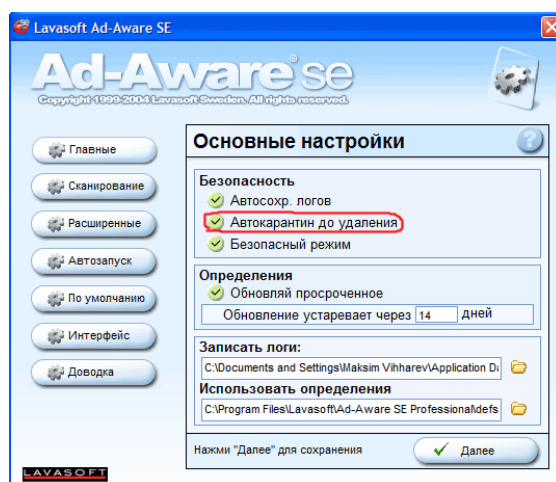 Lavasoft Ad-Aware SE
Ad-Aware SE
Copyright 1999-2004 Lavasoft Sweden. All rights reserved.
Главные
Сканирование
Расширенные
Автозапуск
По умолчанию
Интерфейс
Доводка
LAVASOFT
Основные настройки
Безопасность
Автосохр. логов
Автокарантин до удаления
Безопасный режим
Определения
Обновляй просроченное
Обновление устаревает через 14 дней
Записать логи:
C:\Documents and Settings\Maksim Vihharev\Application Da
Использовать определения
C:\Program Files\Lavasoft\Ad-Aware SE Professional\defs
Нажми "Далее" для сохранения
Далее